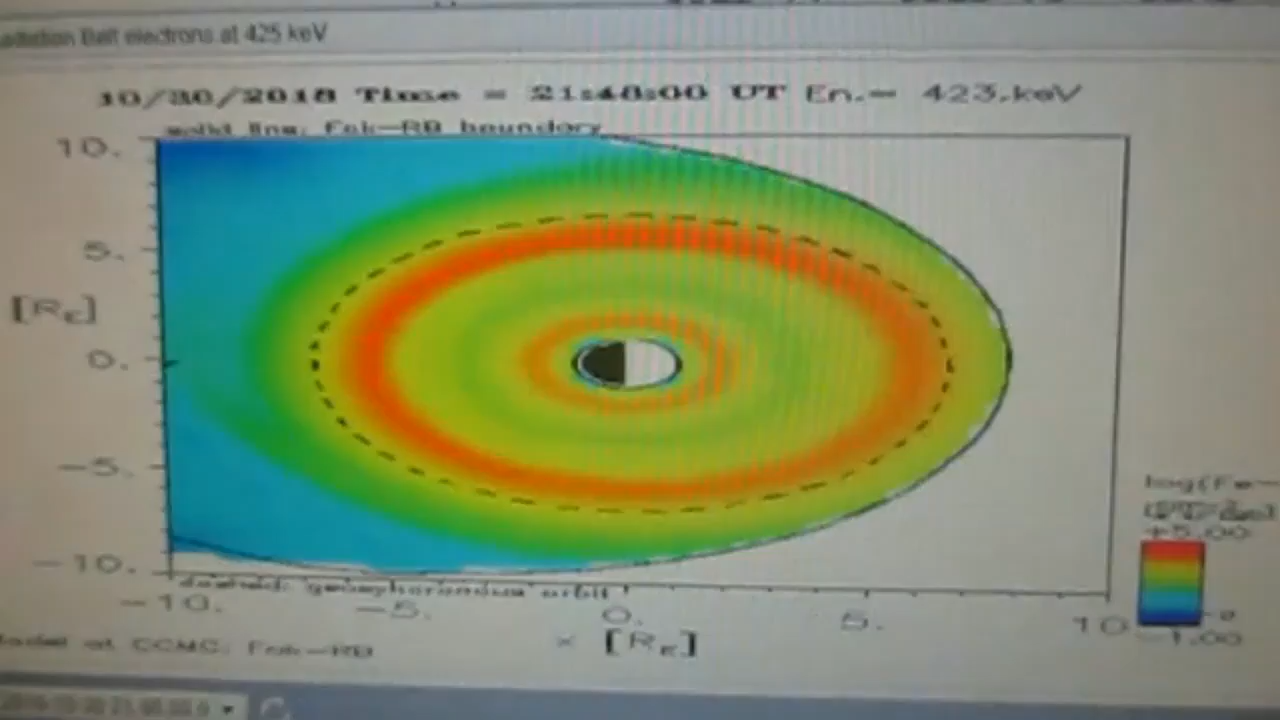 adiation Belt electrons at 425 keV
10/30/2018 Time = 21:48:00 UT En.= 423.keV
solid line: Fok-RB boundary
10.
5.
[RE]
0.
-5.
-10.
dashed: geosynchronous orbit
-10. -5. 0. 5. 10
x [RE]
log(Fe-
+5.00
-1.00
Model at CCMC: Fok-RB